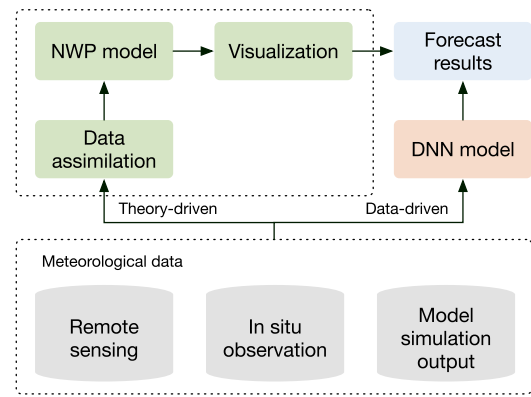 NWP model
Visualization
Forecast
results
Data
assimilation
DNN model
Theory-driven
Data-driven
Meteorological data
Remote
sensing
In situ
observation
Model
simulation
output